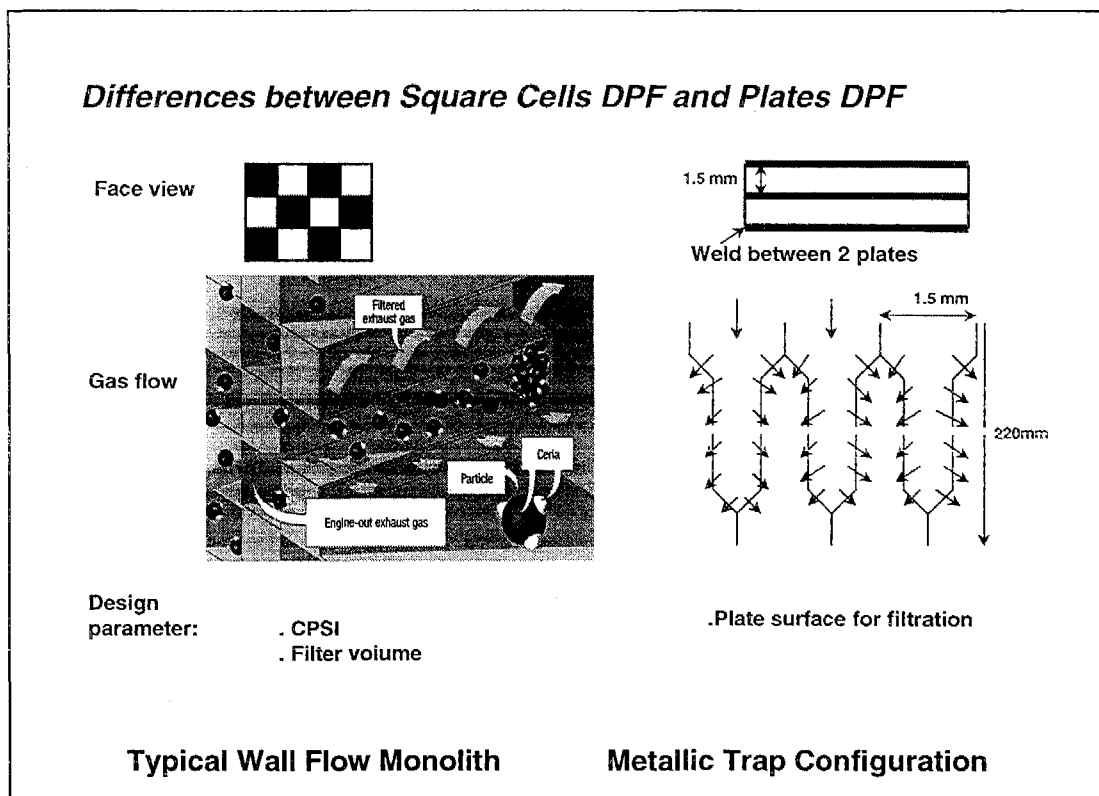 Differences between Square Cells DPF and Plates DPF
Face view
1.5 mm
Weld between 2 plates
Gas flow
Filtered
exhaust gas
Ceria
Particle
Engine-out exhaust gas
1.5 mm
220mm
Design
parameter:
. CPSI
. Filter voiume
.Plate surface for filtration
Typical Wall Flow Monolith
Metallic Trap Configuration